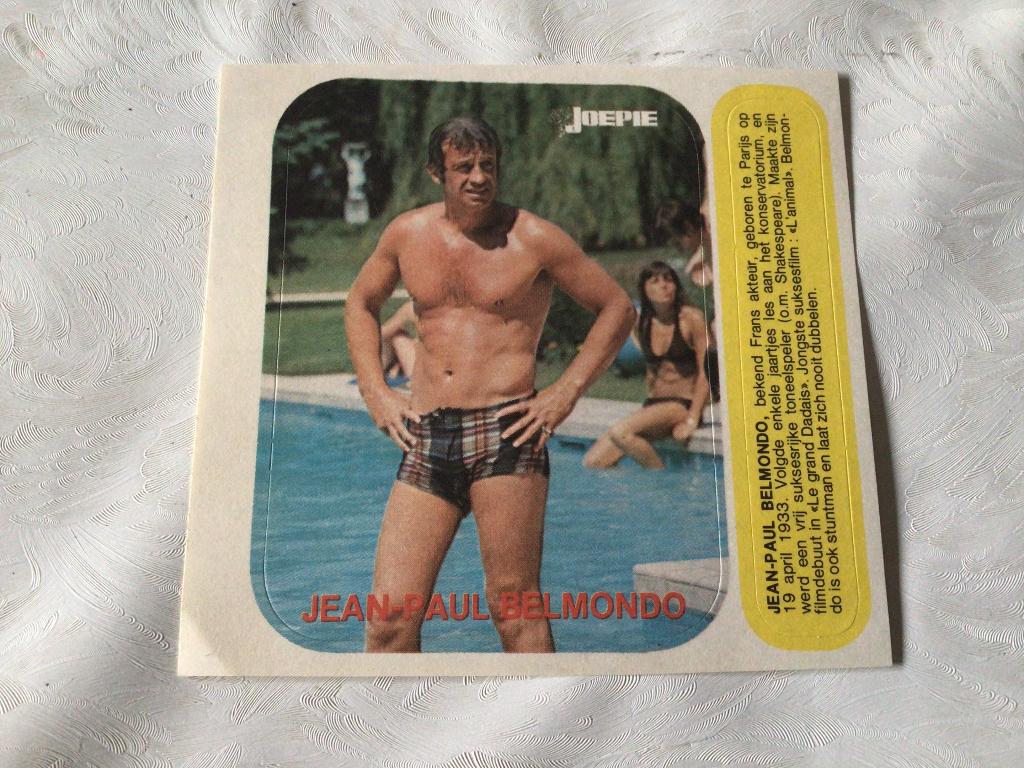 JOEPIE
JEAN-PAUL BELMONDO
JEAN-PAUL BELMONDO, bekend Frans akteur, geboren te Parijs op
19 april 1933. Volgde enkele jaartjes les aan het konservatorium, en
werd een vrij suksesrijke toneelspeler (o.m. Shakespeare). Maakte zijn
filmdebuut in «Le grand Dadais». Jongste suksesfilm : «L'animal». Belmon-
do is ook stuntman en laat zich nooit dubbelen.